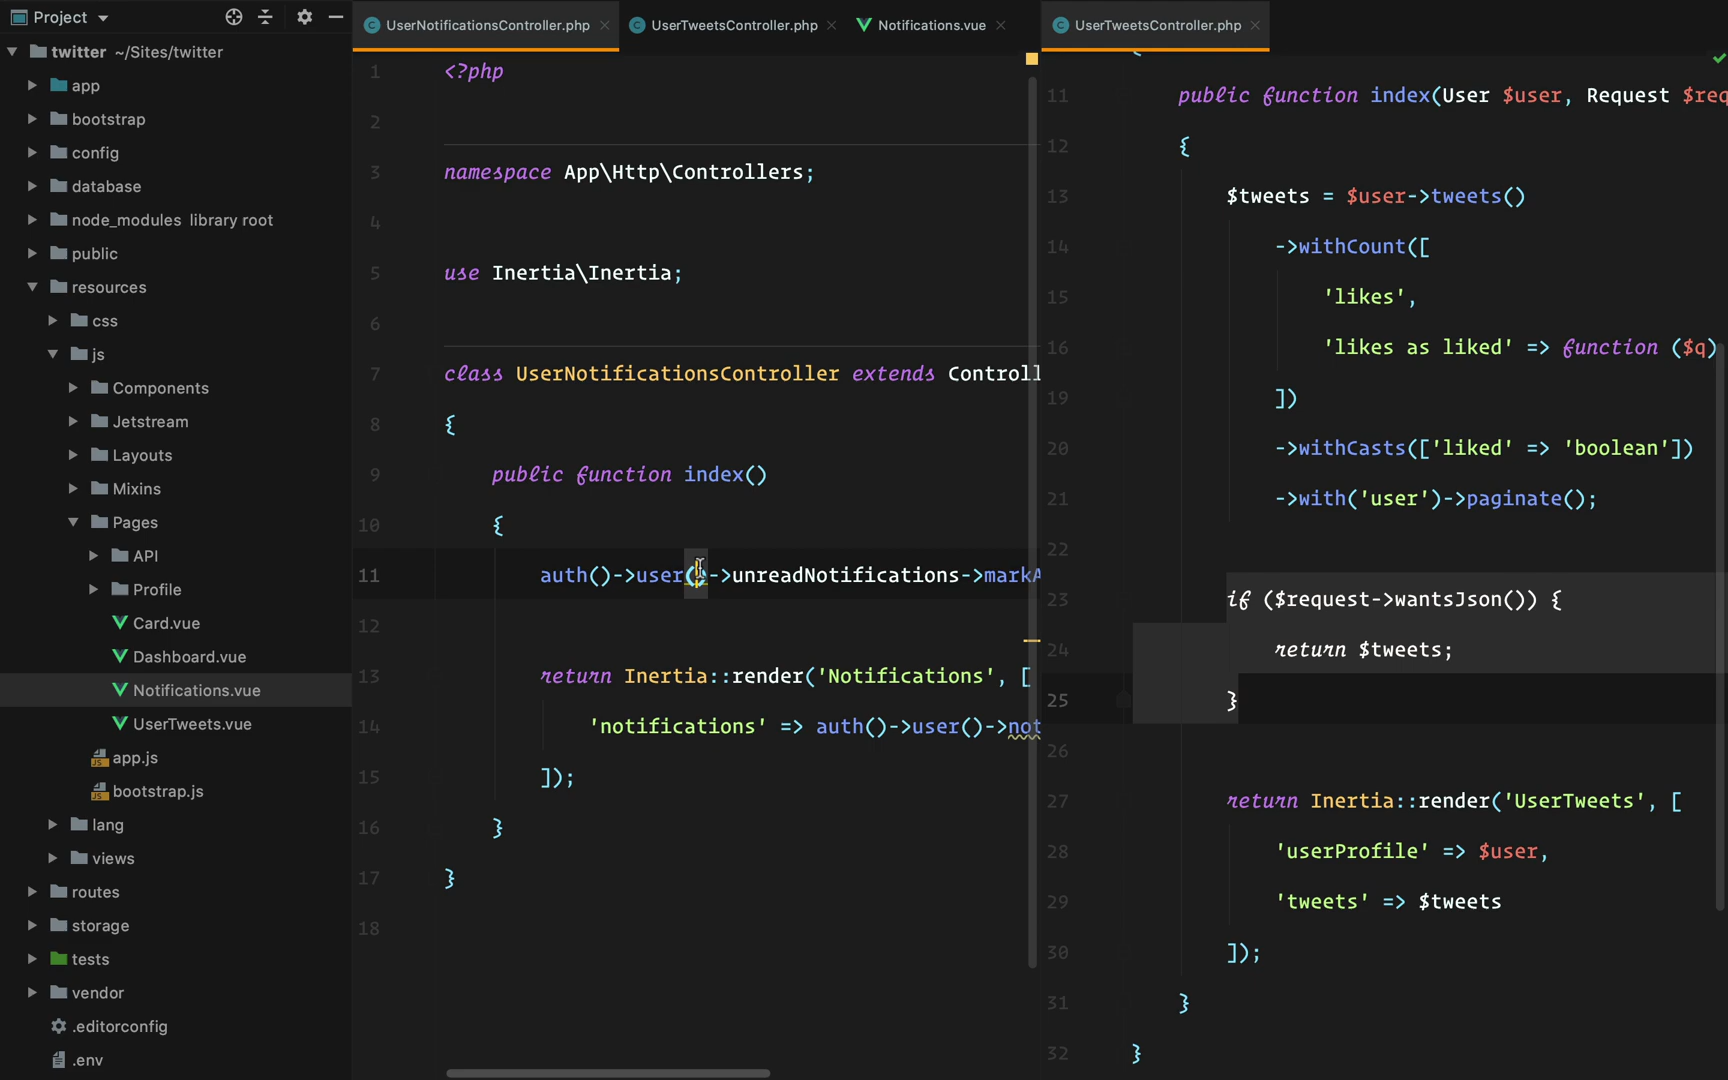 Project
twitter ~/Sites/twitter
app
bootstrap
config
database
node_modules library root
public
resources
css
js
Components
Jetstream
Layouts
Mixins
Pages
API
Profile
Card.vue
Dashboard.vue
Notifications.vue
UserTweets.vue
app.js
bootstrap.js
lang
views
routes
storage
tests
vendor
.editorconfig
.env
UserNotificationsController.php
UserTweetsController.php
Notifications.vue
1 <?php
2
3 namespace App\Http\Controllers;
4
5 use Inertia\Inertia;
6
7 class UserNotificationsController extends Controll
8 {
9 public function index()
10 {
11 auth()->user()->unreadNotifications->markA
12
13 return Inertia::render('Notifications', [
14 'notifications' => auth()->user()->not
15 ]);
16 }
17 }
18
UserTweetsController.php
11 public function index(User $user, Request $req
12 {
13 $tweets = $user->tweets()
14 ->withCount([
15 'likes',
16 'likes as liked' => function ($q)
19 ])
20 ->withCasts(['liked' => 'boolean'])
21 ->with('user')->paginate();
22
23 if ($request->wantsJson()) {
24 return $tweets;
25 }
26
27 return Inertia::render('UserTweets', [
28 'userProfile' => $user,
29 'tweets' => $tweets
30 ]);
31 }
32 }